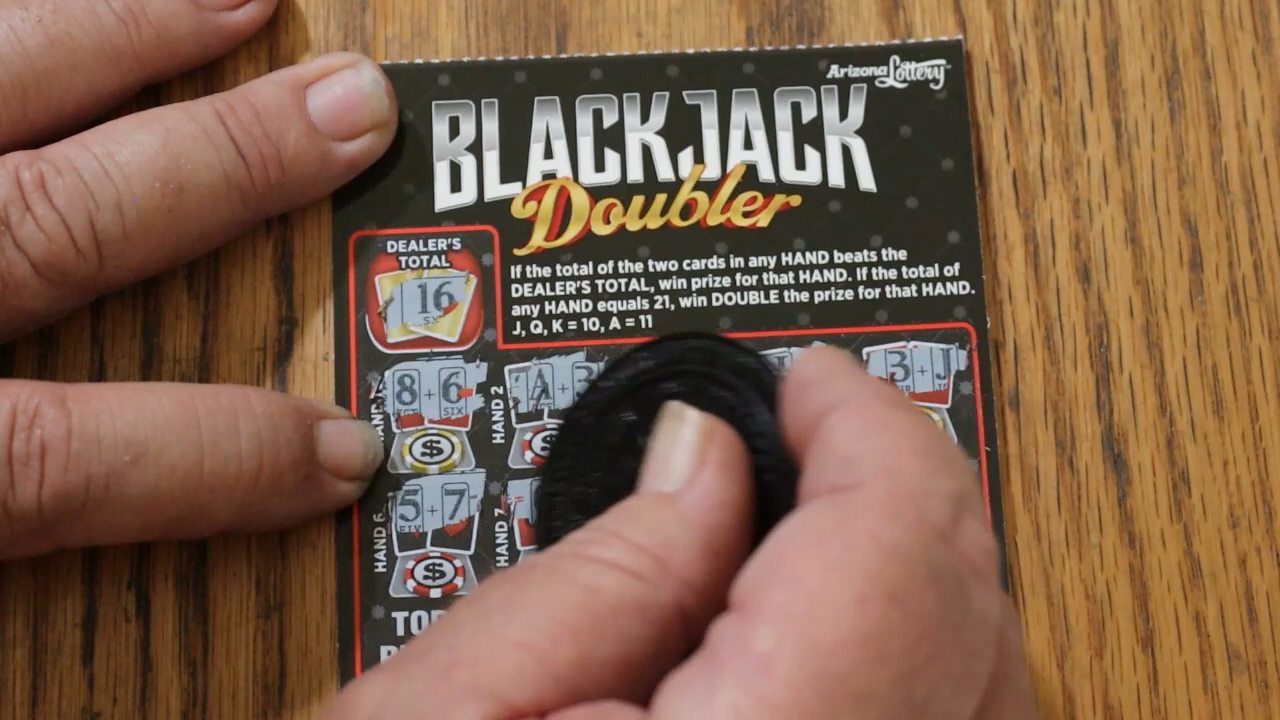 Arizona Lottery
BLACKJACK
Doubler
DEALER'S
TOTAL
16
SIX
If the total of the two cards in any HAND beats the
DEALER'S TOTAL, win prize for that HAND. If the total of
any HAND equals 21, win DOUBLE the prize for that HAND.
J, Q, K = 10, A = 11
8 + 6
SIX
$
HAND 2
A + 3
$
3 + J
HAND 6
5 + 7
$
HAND 7